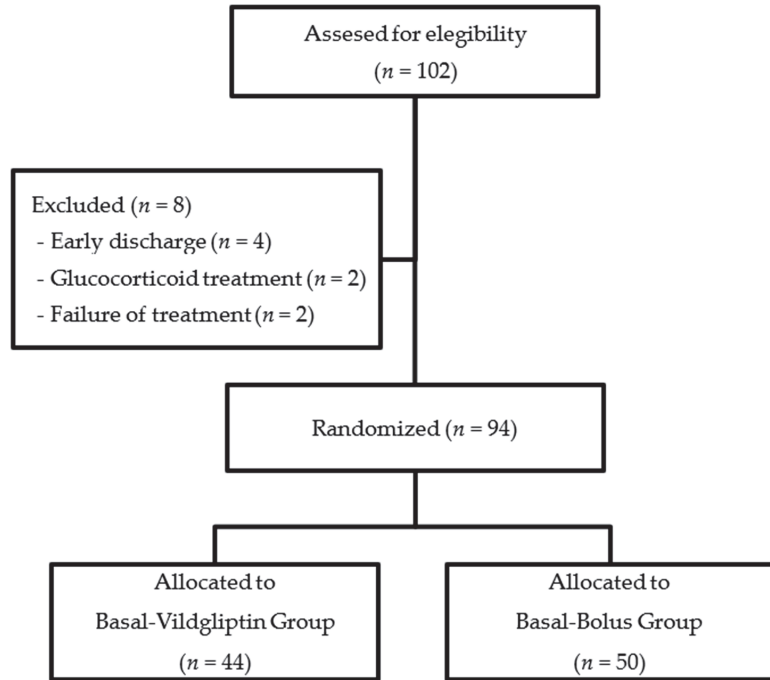 Assesed for elegibility
(n = 102)
Excluded (n = 8)
- Early discharge (n = 4)
- Glucocorticoid treatment (n = 2)
- Failure of treatment (n = 2)
Randomized (n = 94)
Allocated to
Basal-Vildgliptin Group
(n = 44)
Allocated to
Basal-Bolus Group
(n = 50)